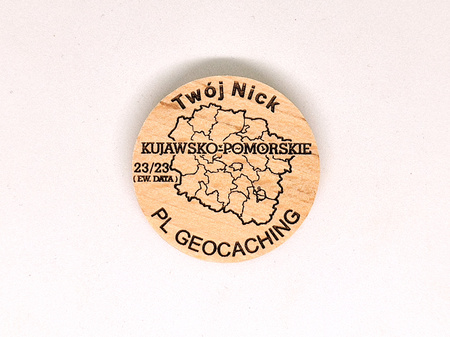 Twój Nick
KUJAWSKO-POMORSKIE
23/23
(EW. DATA)
PL GEOCACHING